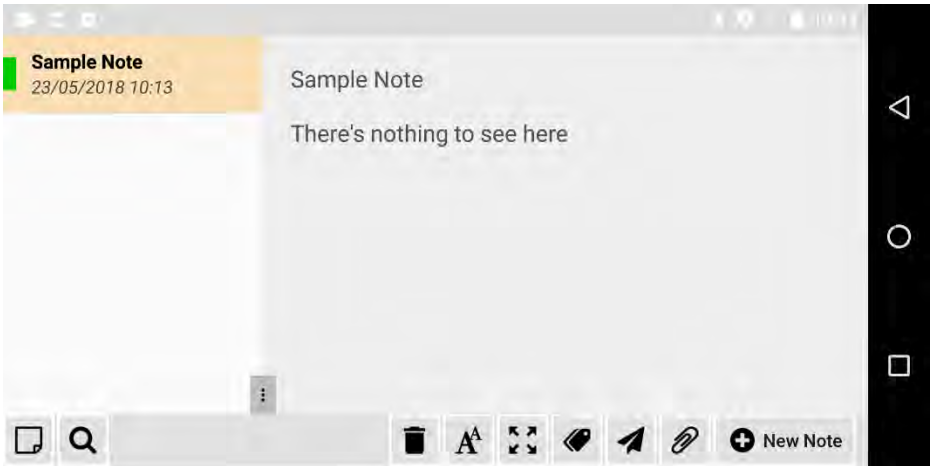 Sample Note
23/05/2018 10:13
Sample Note
There's nothing to see here
New Note